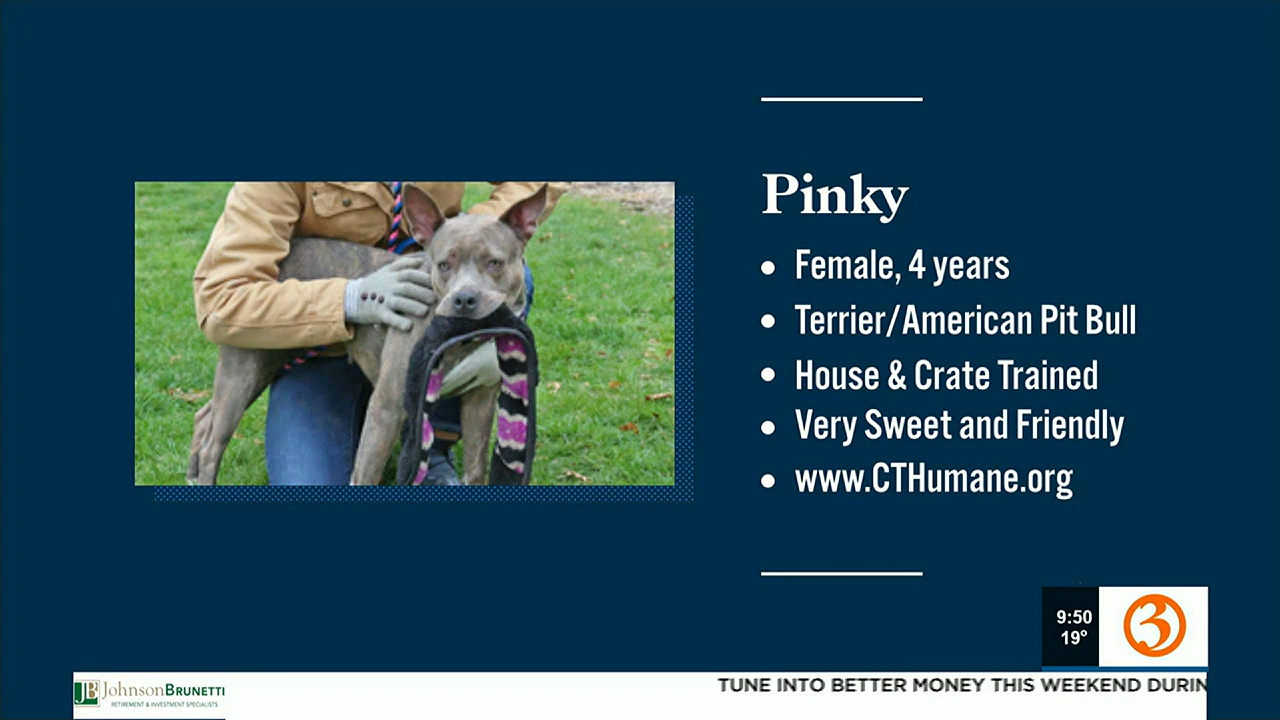 Pinky
Female, 4 years
Terrier/American Pit Bull
House & Crate Trained
Very Sweet and Friendly
www.CTHumane.org
9:50
19°
3
JB JohnsonBRUNETTI
RETIREMENT & INVESTMENT SPECIALISTS
TUNE INTO BETTER MONEY THIS WEEKEND DURIN